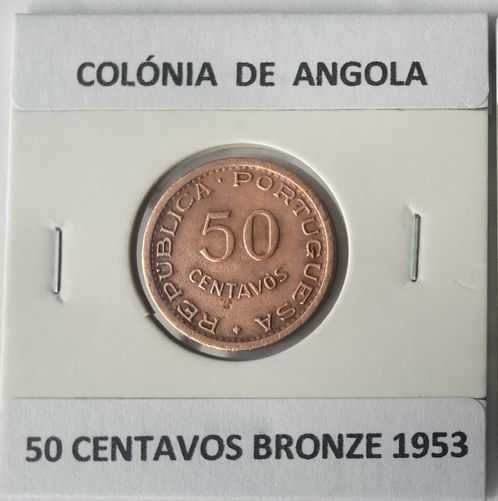 COLÓNIA DE ANGOLA
REPUBLICA · PORTUGUESA
50
CENTAVOS
50 CENTAVOS BRONZE 1953